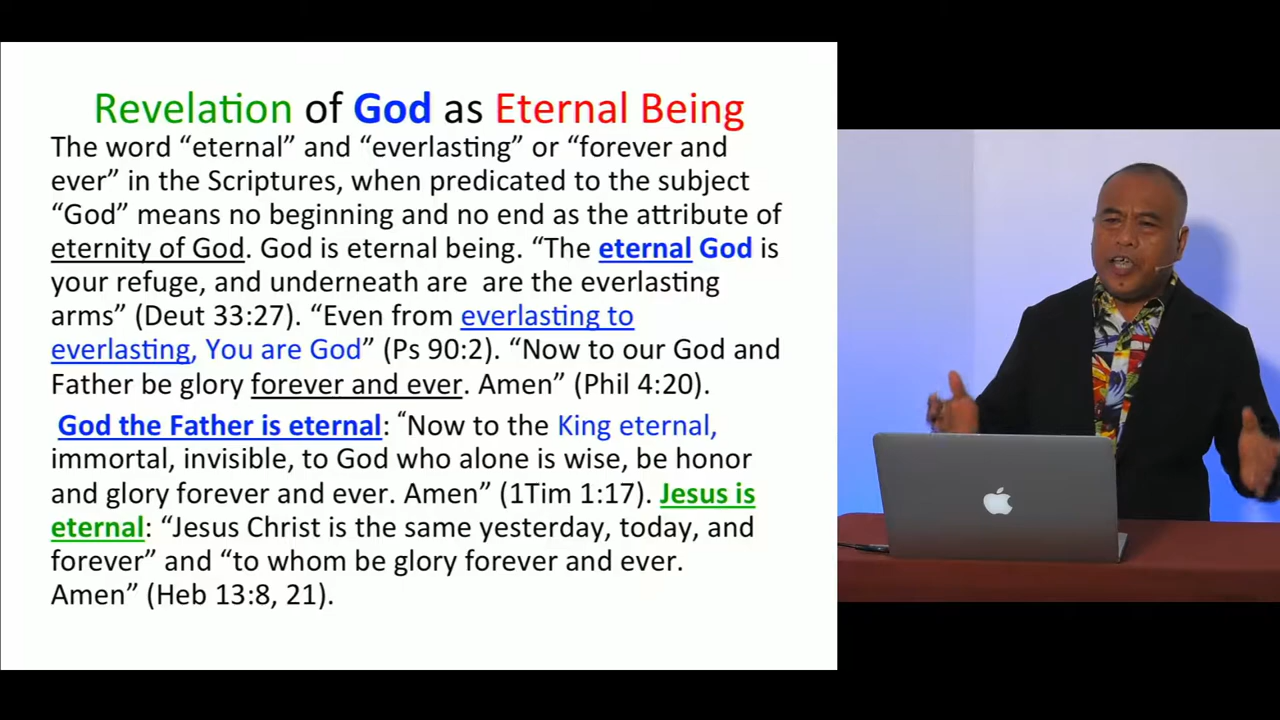 Revelation of God as Eternal Being
The word “eternal” and “everlasting” or “forever and
ever” in the Scriptures, when predicated to the subject
“God” means no beginning and no end as the attribute of
eternity of God. God is eternal being. “The eternal God is
your refuge, and underneath are  are the everlasting
arms” (Deut 33:27). “Even from everlasting to
everlasting, You are God” (Ps 90:2). “Now to our God and
Father be glory forever and ever. Amen” (Phil 4:20).
God the Father is eternal: “Now to the King eternal,
immortal, invisible, to God who alone is wise, be honor
and glory forever and ever. Amen” (1Tim 1:17). Jesus is
eternal: “Jesus Christ is the same yesterday, today, and
forever” and “to whom be glory forever and ever.
Amen” (Heb 13:8, 21).